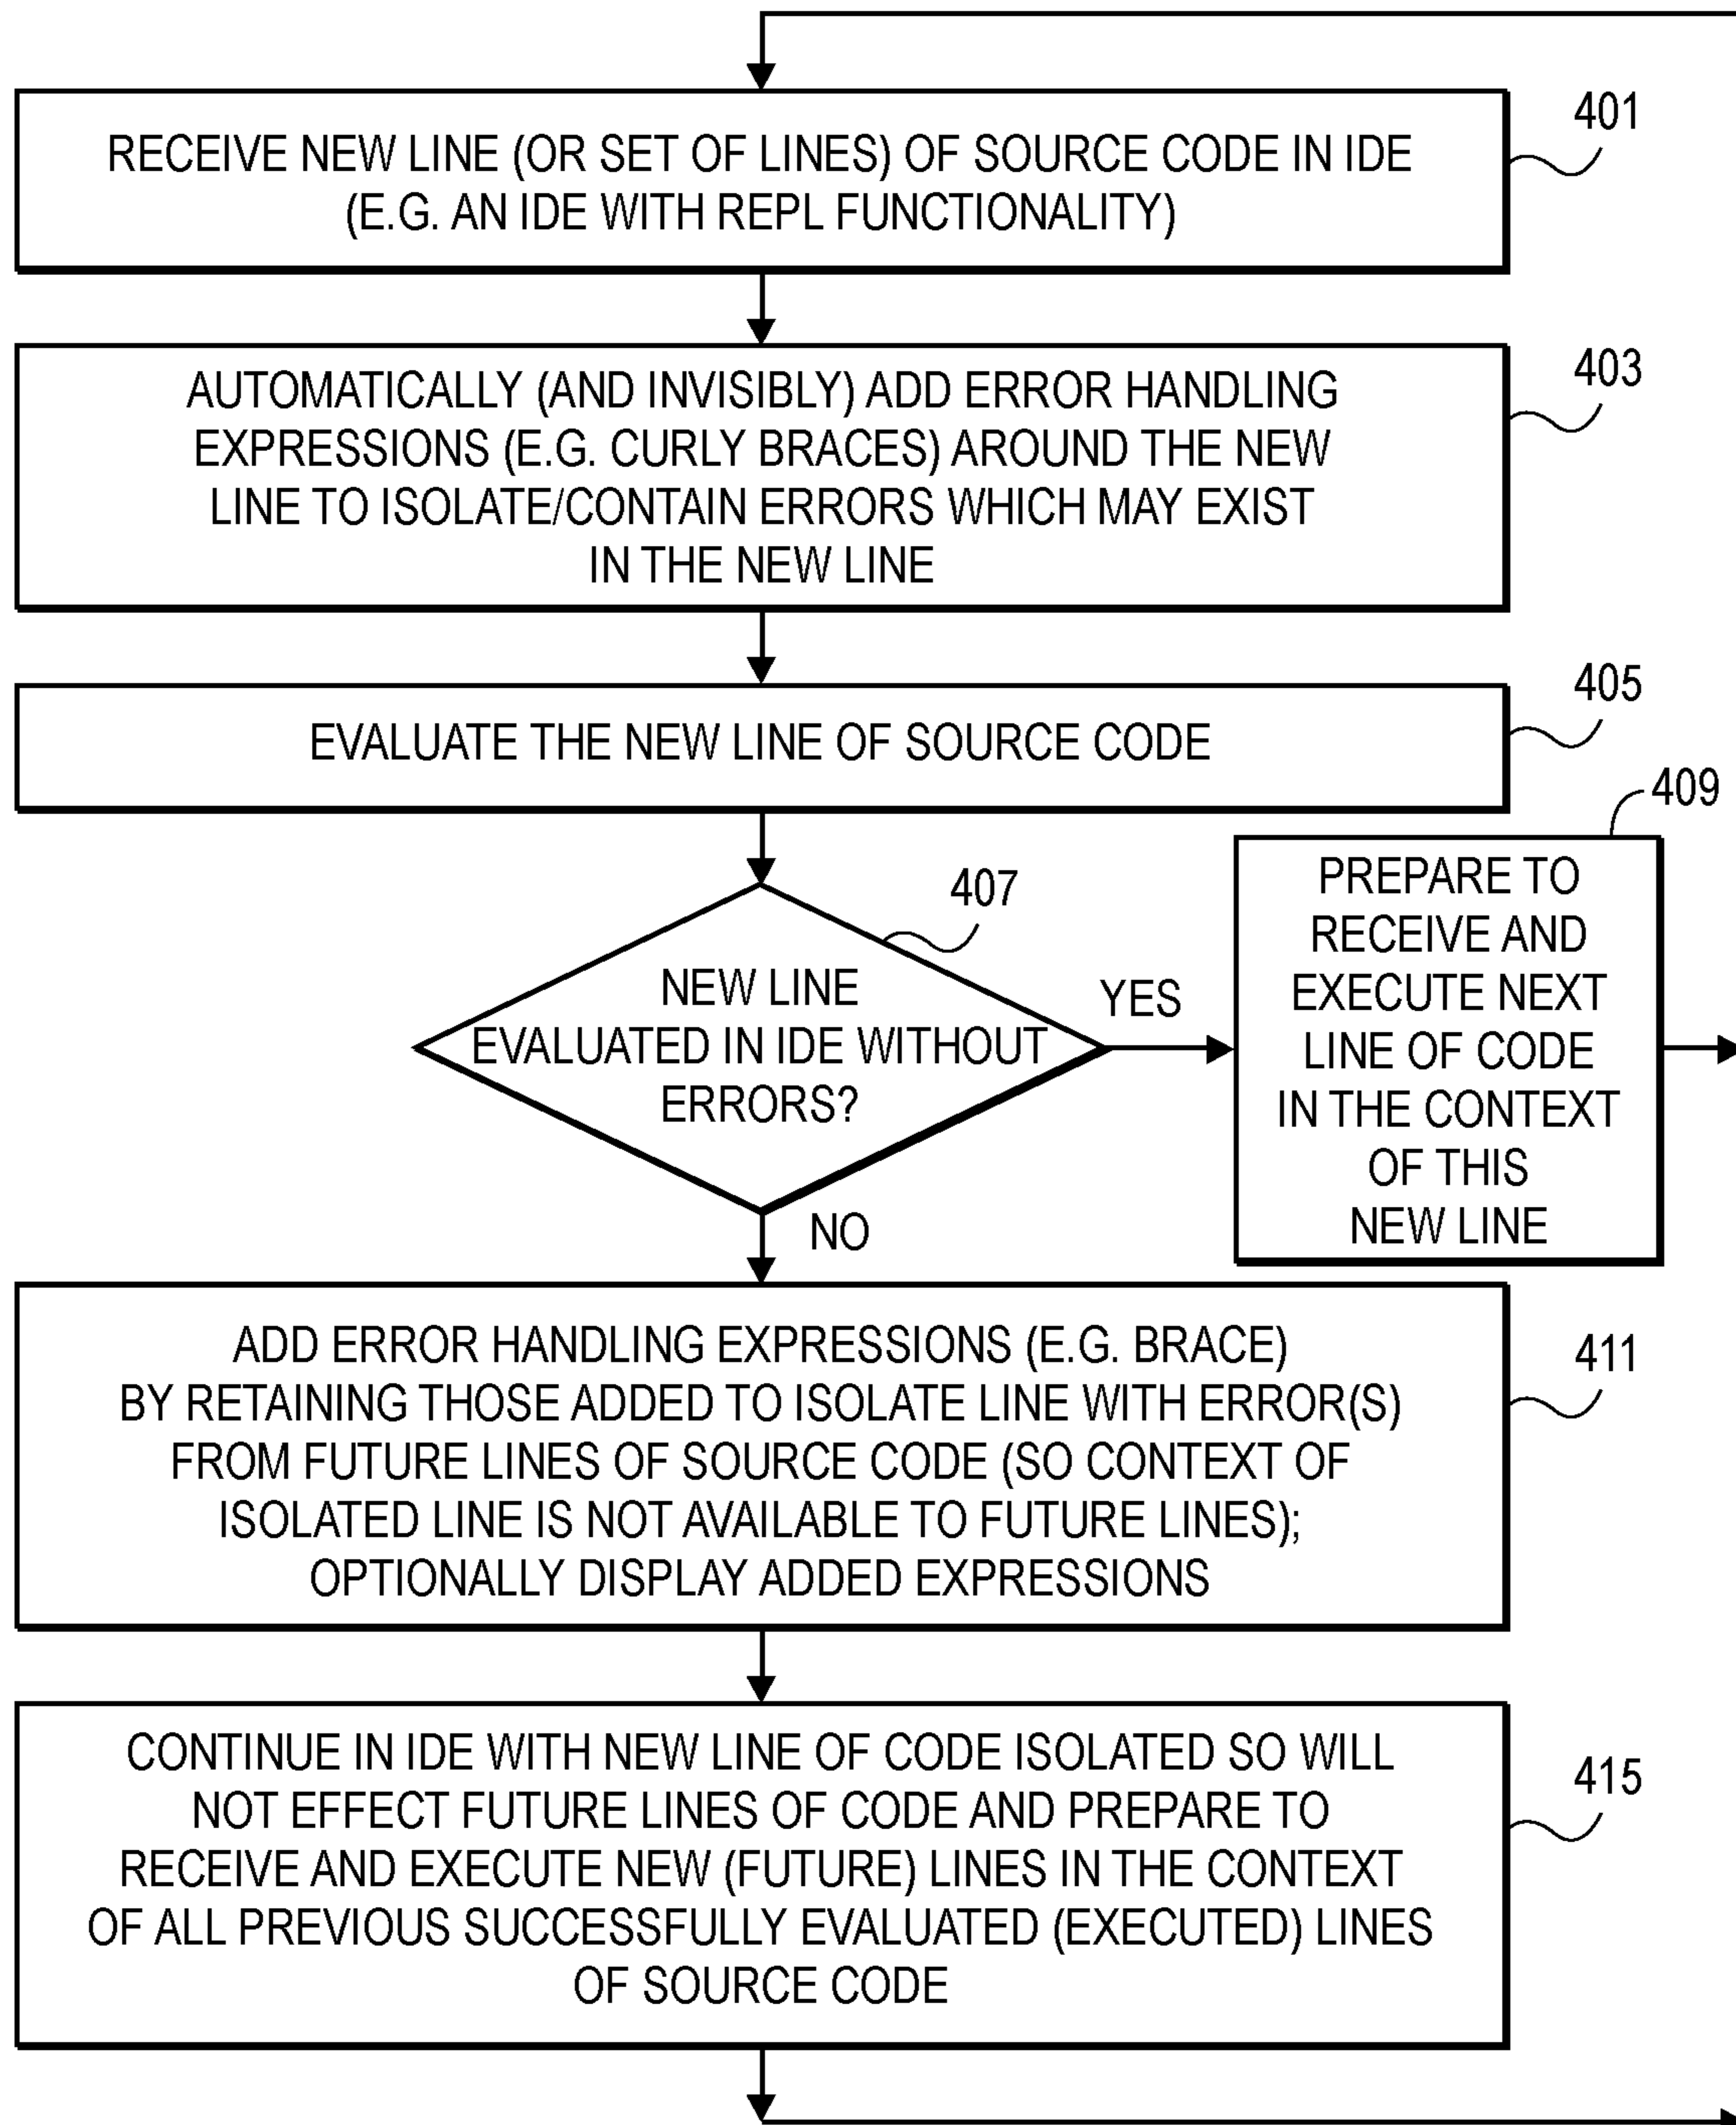 401
RECEIVE NEW LINE (OR SET OF LINES) OF SOURCE CODE IN IDE
(E.G. AN IDE WITH REPL FUNCTIONALITY)
403
AUTOMATICALLY (AND INVISIBLY) ADD ERROR HANDLING
EXPRESSIONS (E.G. CURLY BRACES) AROUND THE NEW
LINE TO ISOLATE/CONTAIN ERRORS WHICH MAY EXIST
IN THE NEW LINE
405
EVALUATE THE NEW LINE OF SOURCE CODE
407
NEW LINE
EVALUATED IN IDE WITHOUT
ERRORS?
YES
409
PREPARE TO
RECEIVE AND
EXECUTE NEXT
LINE OF CODE
IN THE CONTEXT
OF THIS
NEW LINE
NO
411
ADD ERROR HANDLING EXPRESSIONS (E.G. BRACE)
BY RETAINING THOSE ADDED TO ISOLATE LINE WITH ERROR(S)
FROM FUTURE LINES OF SOURCE CODE (SO CONTEXT OF
ISOLATED LINE IS NOT AVAILABLE TO FUTURE LINES);
OPTIONALLY DISPLAY ADDED EXPRESSIONS
415
CONTINUE IN IDE WITH NEW LINE OF CODE ISOLATED SO WILL
NOT EFFECT FUTURE LINES OF CODE AND PREPARE TO
RECEIVE AND EXECUTE NEW (FUTURE) LINES IN THE CONTEXT
OF ALL PREVIOUS SUCCESSFULLY EVALUATED (EXECUTED) LINES
OF SOURCE CODE